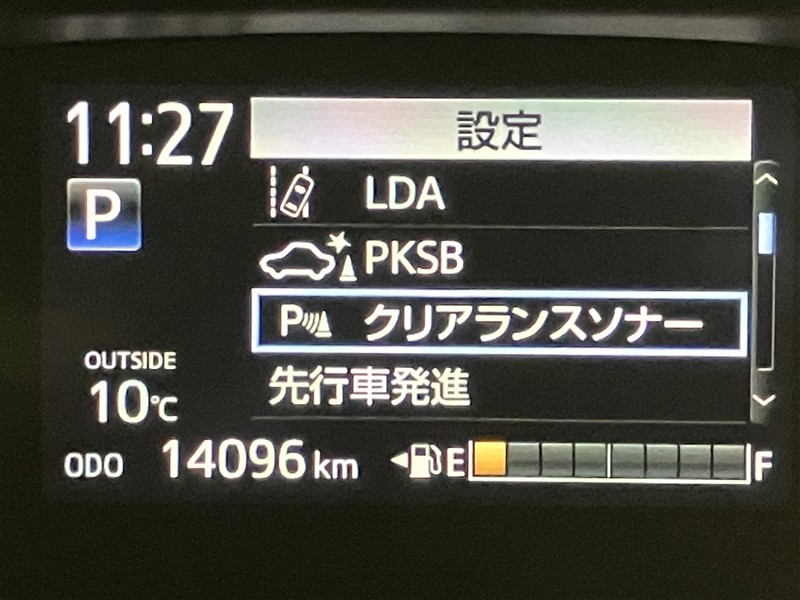 11:27
設定
P
LDA
PKSB
P クリアランスソナー
先行車発進
OUTSIDE
10℃
ODO 14096 km
E F